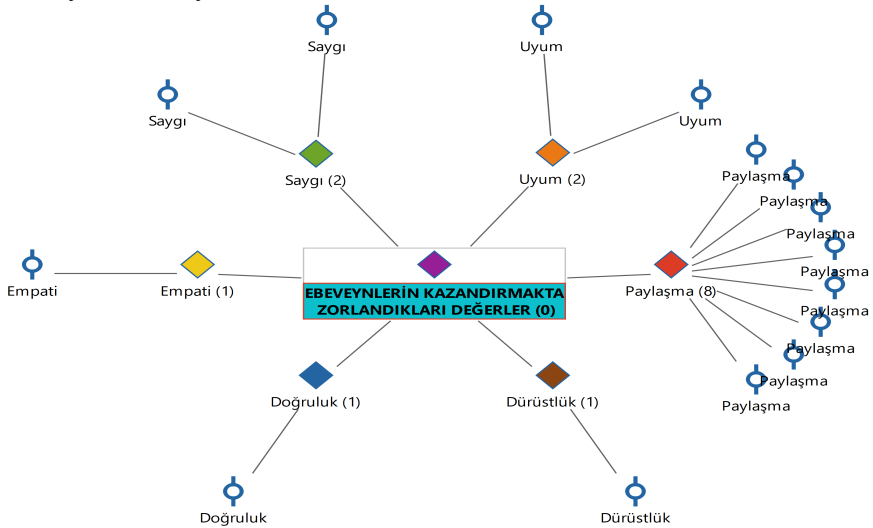 Saygı
Uyum
Saygı
Uyum
Saygı (2)
Uyum (2)
Paylaşma
Paylaşma
Paylaşma
Paylaşma
Empati
Empati (1)
EBEVEYNLERİN KAZANDIRMAKTA
ZORLANDIKLARI DEĞERLER (0)
Paylaşma (8)
Paylaşma
Paylaşma
Paylaşma
Paylaşma
Doğruluk (1)
Dürüstlük (1)
Doğruluk
Dürüstlük